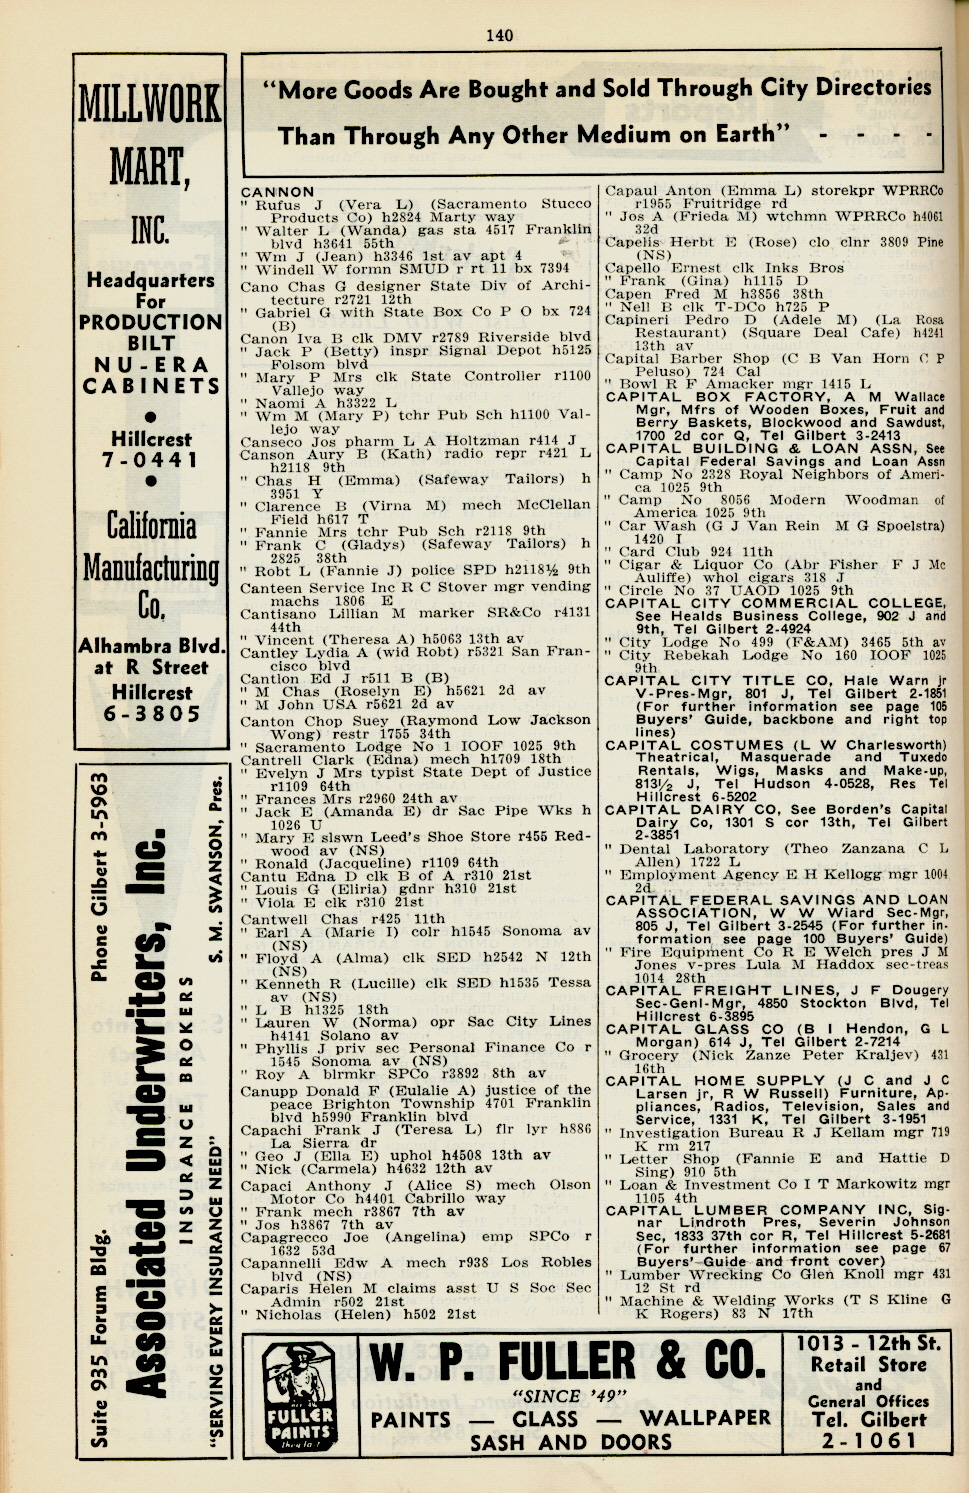 140
MILLWORK
MART,
INC.
Headquarters
For
PRODUCTION
BILT
NU-ERA
CABINETS
•
Hillcrest
7-0441
•
California
Manufacturing
Co.
Alhambra Blvd.
at R Street
Hillcrest
6-3805
Suite 935 Forum Bldg. Phone Gilbert 3-5963
Associated Underwriters, Inc.
INSURANCE BROKERS
"SERVING EVERY INSURANCE NEED" S. M. SWANSON, Pres.
"More Goods Are Bought and Sold Through City Directories
Than Through Any Other Medium on Earth" - - - -
CANNON
" Rufus J (Vera L) (Sacramento Stucco
Products Co) h2824 Marty way
" Walter L (Wanda) gas sta 4517 Franklin
blvd h3641 55th
" Wm J (Jean) h3346 1st av apt 4
" Windell W formn SMUD r rt 11 bx 7394
Cano Chas G designer State Div of Archi-
tecture r2721 12th
" Gabriel G with State Box Co P O bx 724
(B)
Canon Iva B clk DMV r2789 Riverside blvd
" Jack P (Betty) inspr Signal Depot h5125
Folsom blvd
" Mary P Mrs clk State Controller r1100
Vallejo way
" Naomi A h3322 L
" Wm M (Mary P) tchr Pub Sch h1100 Val-
lejo way
Canseco Jos pharm L A Holtzman r414 J
Canson Aury B (Kath) radio repr r421 L
h2118 9th
" Chas H (Emma) (Safeway Tailors) h
3951 Y
" Clarence B (Virna M) mech McClellan
Field h617 T
" Fannie Mrs tchr Pub Sch r2118 9th
" Frank C (Gladys) (Safeway Tailors) h
2825 38th
" Robt L (Fannie J) police SPD h2118½ 9th
Canteen Service Inc R C Stover mgr vending
machs 1806 E
Cantisano Lillian M marker SR&Co r4131
44th
" Vincent (Theresa A) h5063 13th av
Cantley Lydia A (wid Robt) r5321 San Fran-
cisco blvd
Cantlon Ed J r511 B (B)
" M Chas (Roselyn E) h5621 2d av
" M John USA r5621 2d av
Canton Chop Suey (Raymond Low Jackson
Wong) restr 1755 34th
" Sacramento Lodge No 1 IOOF 1025 9th
Cantrell Clark (Edna) mech h1709 18th
" Evelyn J Mrs typist State Dept of Justice
r1109 64th
" Frances Mrs r2960 24th av
" Jack E (Amanda E) dr Sac Pipe Wks h
1026 U
" Mary E slswn Leed's Shoe Store r455 Red-
wood av (NS)
" Ronald (Jacqueline) r1109 64th
Cantu Edna D clk B of A r310 21st
" Louis G (Eliria) gdnr h310 21st
" Viola E clk r310 21st
Cantwell Chas r425 11th
" Earl A (Marie I) colr h1545 Sonoma av
(NS)
" Floyd A (Alma) clk SED h2542 N 12th
(NS)
" Kenneth R (Lucille) clk SED h1535 Tessa
av (NS)
" L B h1325 18th
" Lauren W (Norma) opr Sac City Lines
h4141 Solano av
" Phyllis J priv sec Personal Finance Co r
1545 Sonoma av (NS)
" Roy A blrmkr SPCo r3892 8th av
Canupp Donald F (Eulalie A) justice of the
peace Brighton Township 4701 Franklin
blvd h5990 Franklin blvd
Capachi Frank J (Teresa L) flr lyr h886
La Sierra dr
" Geo J (Ella E) uphol h4508 13th av
" Nick (Carmela) h4632 12th av
Capaci Anthony J (Alice S) mech Olson
Motor Co h4401 Cabrillo way
" Frank mech r3867 7th av
" Jos h3867 7th av
Capagrecco Joe (Angelina) emp SPCo r
1632 53d
Capannelli Edw A mech r938 Los Robles
blvd (NS)
Caparis Helen M claims asst U S Soc Sec
Admin r502 21st
" Nicholas (Helen) h502 21st
Capaul Anton (Emma L) storekpr WPRRCo
r1955 Fruitridge rd
" Jos A (Frieda M) wtchmn WPRRCo h4061
32d
Capelis Herbt E (Rose) clo clnr 3809 Pine
(NS)
Capello Ernest clk Inks Bros
" Frank (Gina) h1115 D
Capen Fred M h3856 38th
" Nell B clk T-DCo h725 P
Capineri Pedro D (Adele M) (La Rosa
Restaurant) (Square Deal Cafe) h4241
13th av
Capital Barber Shop (C B Van Horn C P
Peluso) 724 Cal
" Bowl R F Amacker mgr 1415 L
CAPITAL BOX FACTORY, A M Wallace
Mgr, Mfrs of Wooden Boxes, Fruit and
Berry Baskets, Blockwood and Sawdust,
1700 2d cor Q, Tel Gilbert 3-2413
CAPITAL BUILDING & LOAN ASSN, See
Capital Federal Savings and Loan Assn
" Camp No 2328 Royal Neighbors of Ameri-
ca 1025 9th
" Camp No 8056 Modern Woodman of
America 1025 9th
" Car Wash (G J Van Rein M G Spoelstra)
1420 I
" Card Club 924 11th
" Cigar & Liquor Co (Abr Fisher F J Mc
Auliffe) whol cigars 318 J
" Circle No 37 UAOD 1025 9th
CAPITAL CITY COMMERCIAL COLLEGE,
See Healds Business College, 902 J and
9th, Tel Gilbert 2-4924
" City Lodge No 499 (F&AM) 3465 5th av
" City Rebekah Lodge No 160 IOOF 1025
9th
CAPITAL CITY TITLE CO, Hale Warn jr
V-Pres-Mgr, 801 J, Tel Gilbert 2-1851
(For further information see page 105
Buyers' Guide, backbone and right top
lines)
CAPITAL COSTUMES (L W Charlesworth)
Theatrical, Masquerade and Tuxedo
Rentals, Wigs, Masks and Make-up,
813½ J, Tel Hudson 4-0528, Res Tel
Hillcrest 6-5202
CAPITAL DAIRY CO, See Borden's Capital
Dairy Co, 1301 S cor 13th, Tel Gilbert
2-3851
" Dental Laboratory (Theo Zanzana C L
Allen) 1722 L
" Employment Agency E H Kellogg mgr 1004
2d
CAPITAL FEDERAL SAVINGS AND LOAN
ASSOCIATION, W W Wiard Sec-Mgr,
805 J, Tel Gilbert 3-2545 (For further in-
formation see page 100 Buyers' Guide)
" Fire Equipment Co R E Welch pres J M
Jones v-pres Lula M Haddox sec-treas
1014 28th
CAPITAL FREIGHT LINES, J F Dougery
Sec-Genl-Mgr, 4850 Stockton Blvd, Tel
Hillcrest 6-3895
CAPITAL GLASS CO (B I Hendon, G L
Morgan) 614 J, Tel Gilbert 2-7214
" Grocery (Nick Zanze Peter Kraljev) 431
16th
CAPITAL HOME SUPPLY (J C and J C
Larsen jr, R W Russell) Furniture, Ap-
pliances, Radios, Television, Sales and
Service, 1331 K, Tel Gilbert 3-1951
" Investigation Bureau R J Kellam mgr 719
K rm 217
" Letter Shop (Fannie E and Hattie D
Sing) 910 5th
" Loan & Investment Co I T Markowitz mgr
1105 4th
CAPITAL LUMBER COMPANY INC, Sig-
nar Lindroth Pres, Severin Johnson
Sec, 1833 37th cor R, Tel Hillcrest 5-2681
(For further information see page 67
Buyers' Guide and front cover)
" Lumber Wrecking Co Glen Knoll mgr 431
12 St rd
" Machine & Welding Works (T S Kline G
K Rogers) 83 N 17th
FULLER
PAINTS
they last
W. P. FULLER & CO.
"SINCE '49"
PAINTS — GLASS — WALLPAPER
SASH AND DOORS
1013 - 12th St.
Retail Store
and
General Offices
Tel. Gilbert
2-1061